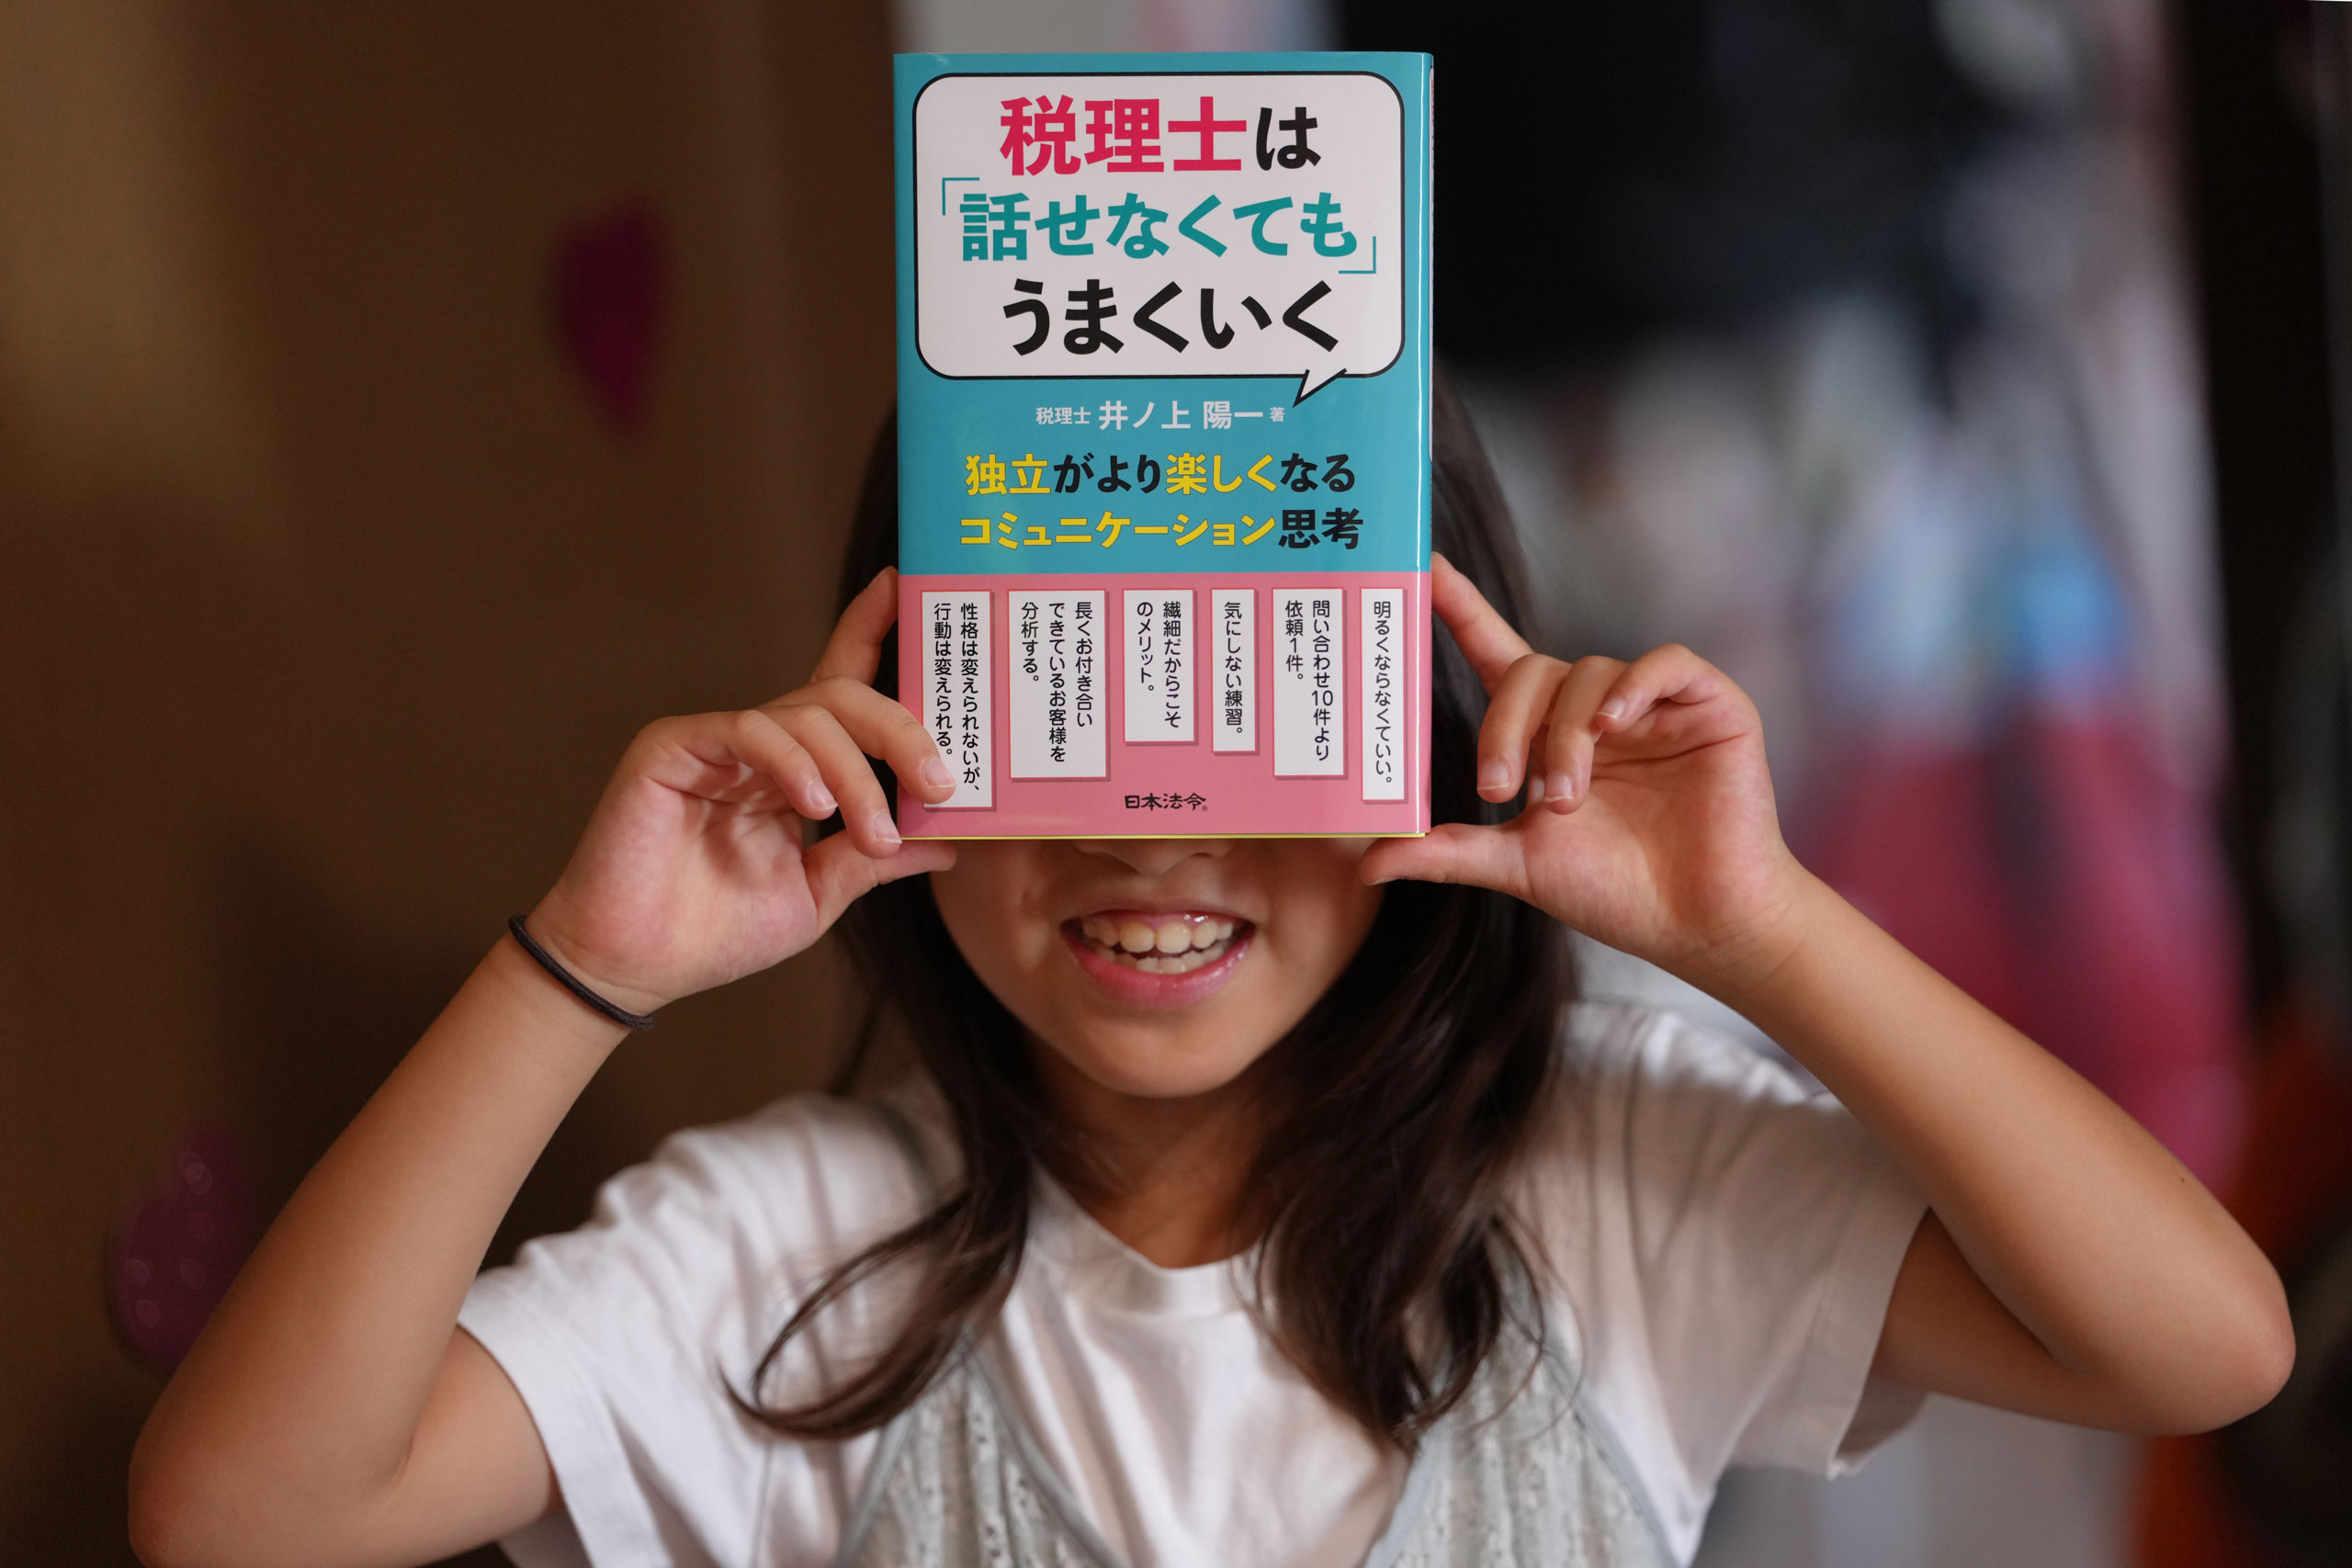 税理士は
「話せなくても」
うまくいく
税理士 井ノ上 陽一 著
独立がより楽しくなる
コミュニケーション思考
明るくならなくていい。
問い合わせ10件より
依頼1件。
気にしない練習。
繊細だからこそ
のメリット。
長くお付き合い
できているお客様を
分析する。
性格は変えられないが、
行動は変えられる。
日本法令